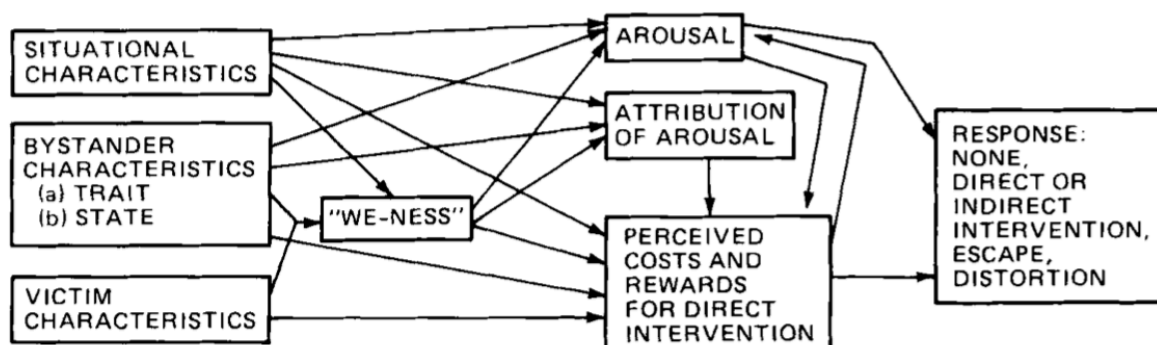 SITUATIONAL
CHARACTERISTICS
BYSTANDER
CHARACTERISTICS
(a) TRAIT
(b) STATE
VICTIM
CHARACTERISTICS
"WE-NESS"
AROUSAL
ATTRIBUTION
OF AROUSAL
PERCEIVED
COSTS AND
REWARDS
FOR DIRECT
INTERVENTION
RESPONSE:
NONE,
DIRECT OR
INDIRECT
INTERVENTION,
ESCAPE,
DISTORTION